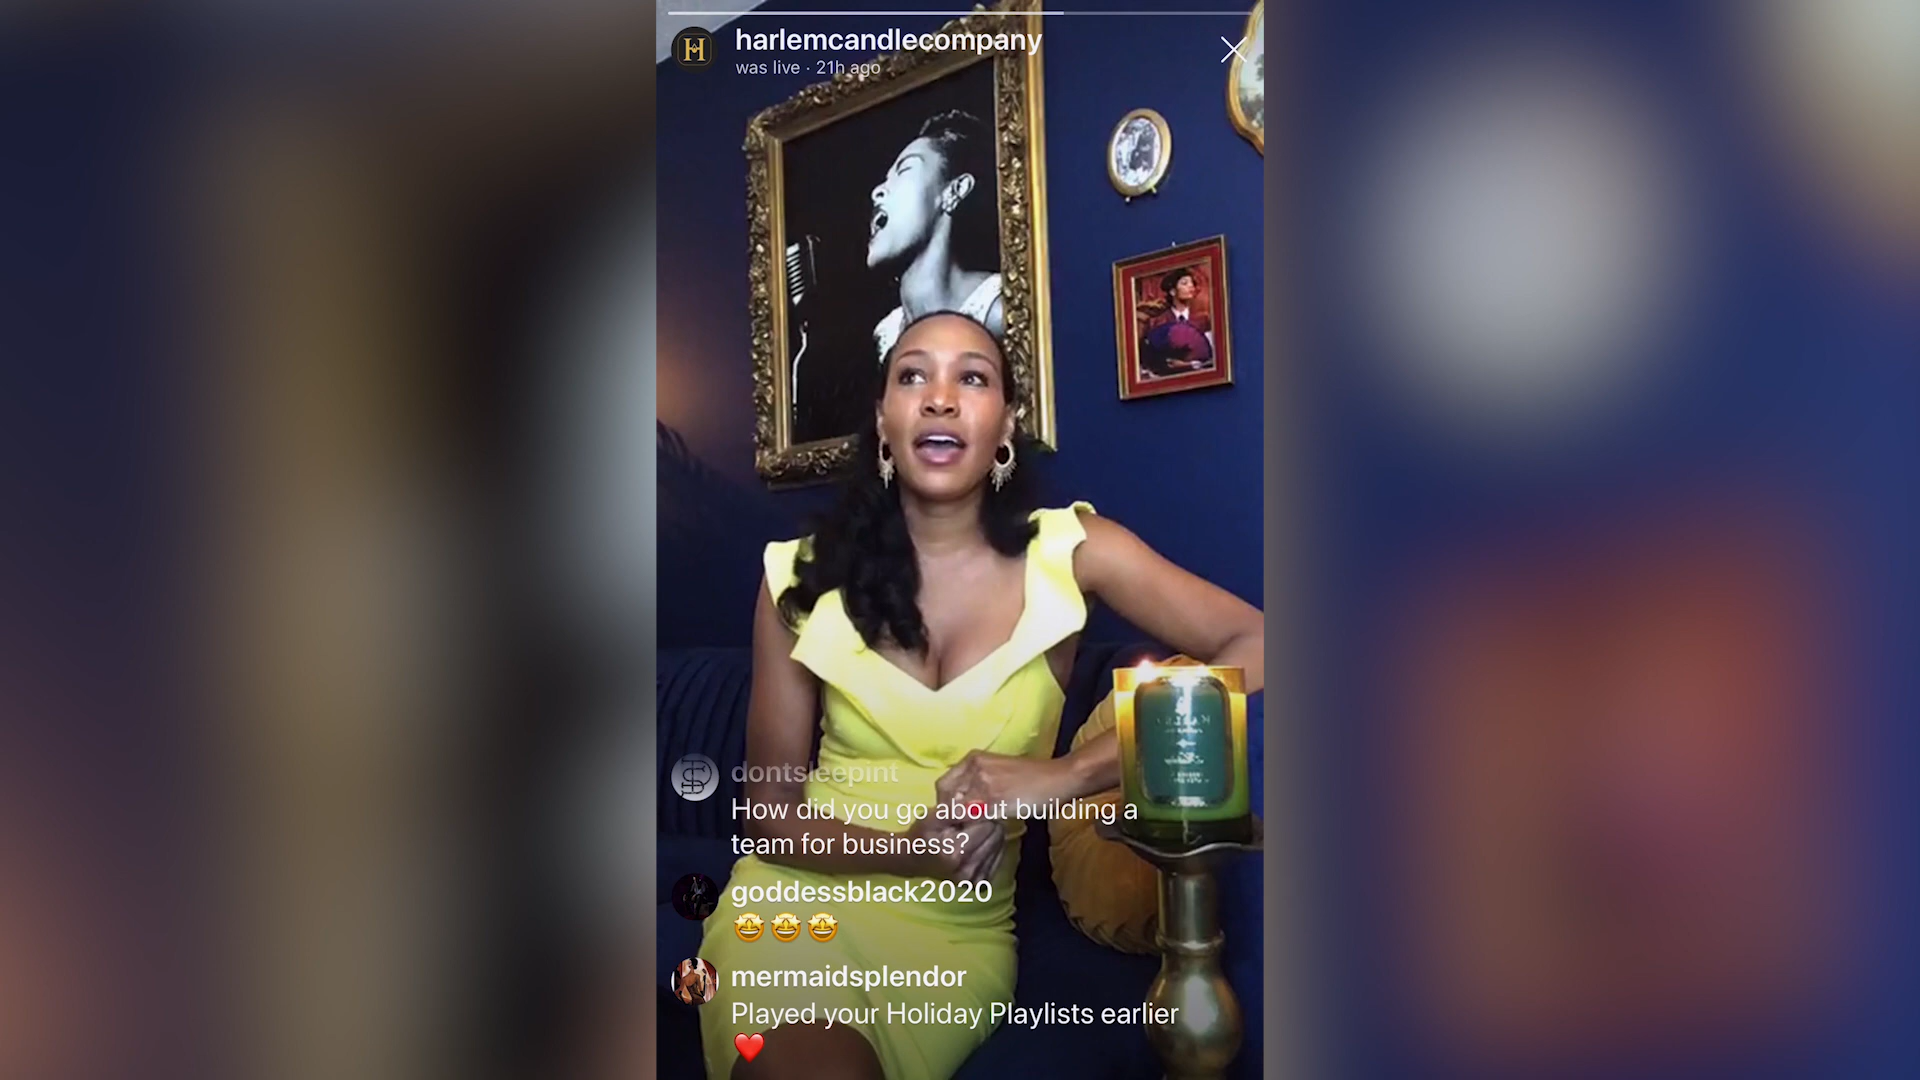 H
harlemcandlecompany
was live · 21h ago
dontsleepint
How did you go about building a
team for business?
goddessblack2020
🤩🤩🤩
mermaidsplendor
Played your Holiday Playlists earlier
❤️